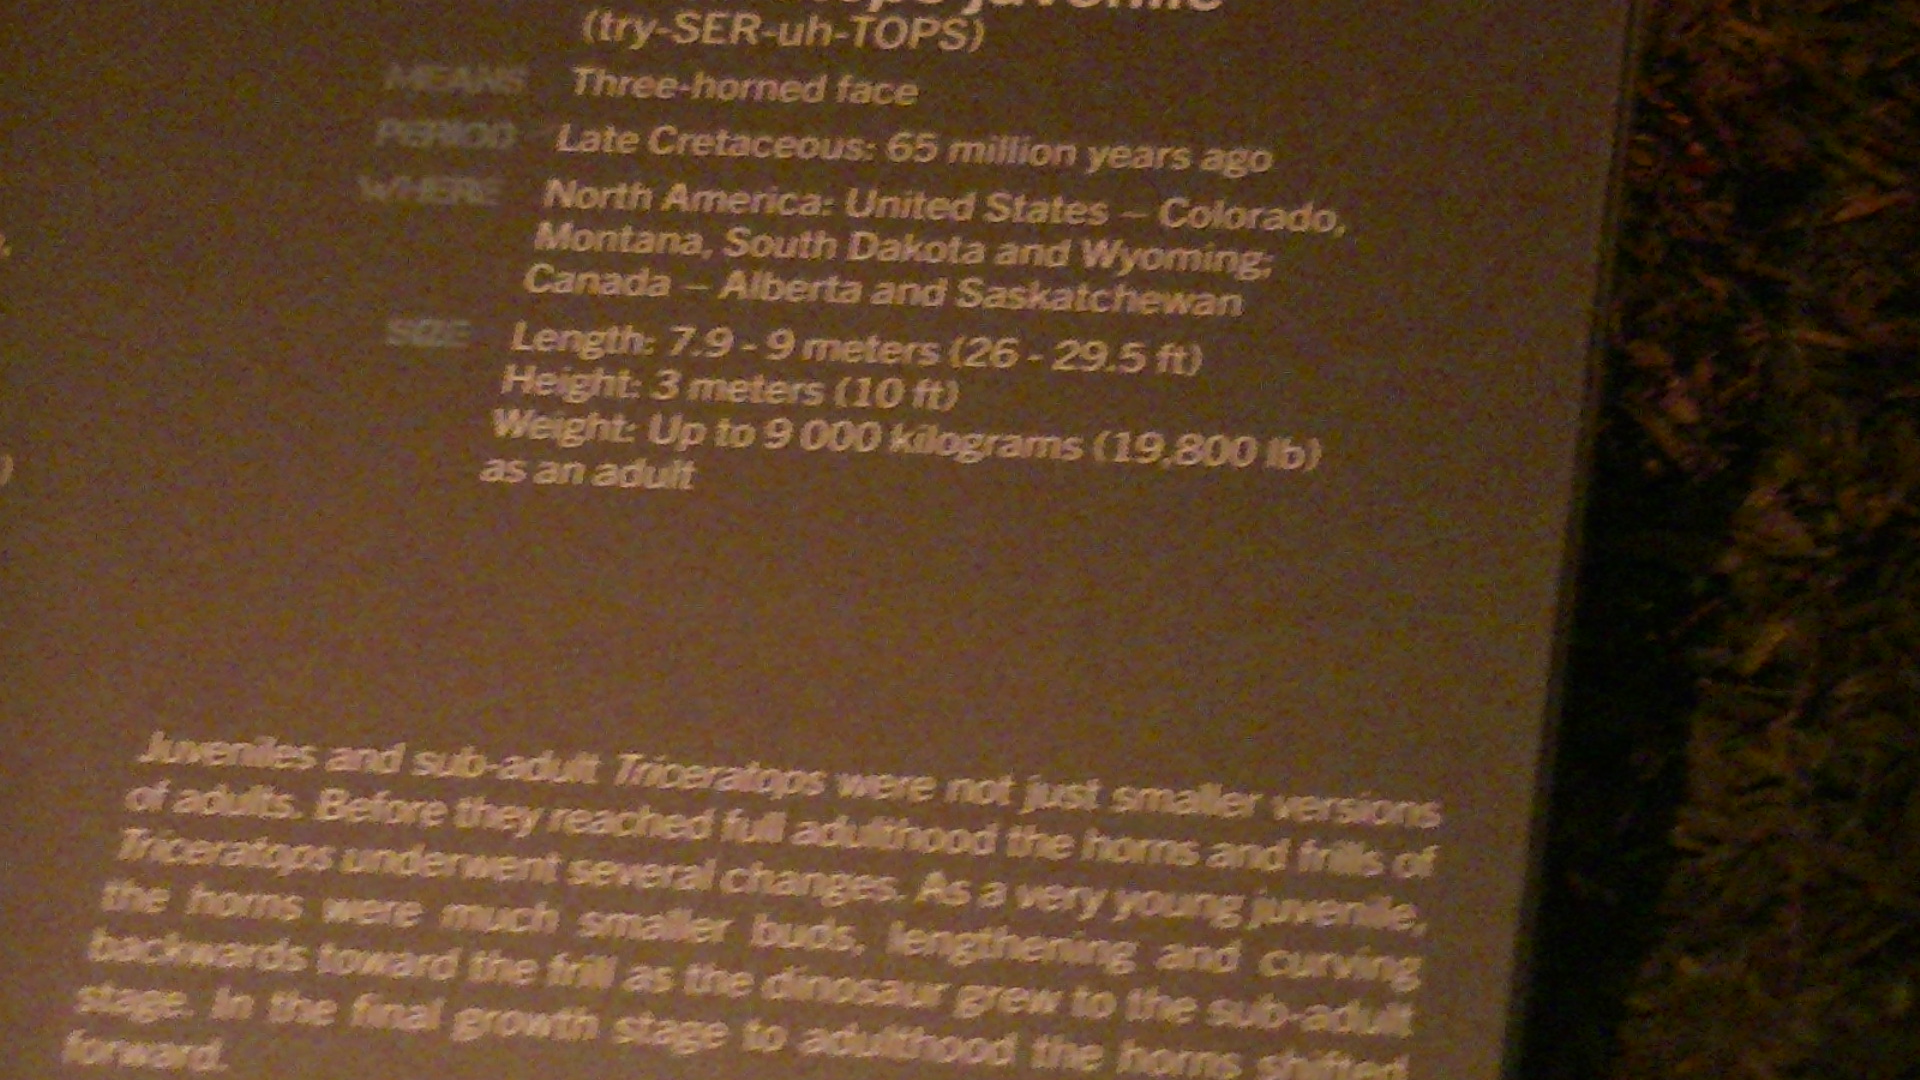 (try-SER-uh-TOPS)
MEANS Three-horned face
PERIOD Late Cretaceous: 65 million years ago
WHERE North America: United States – Colorado,
Montana, South Dakota and Wyoming;
Canada – Alberta and Saskatchewan
SIZE Length: 7.9 - 9 meters (26 - 29.5 ft)
Height: 3 meters (10 ft)
Weight: Up to 9 000 kilograms (19,800 lb)
as an adult
Juveniles and sub-adult Triceratops were not just smaller versions
of adults. Before they reached full adulthood the horns and frills of
Triceratops underwent several changes. As a very young juvenile,
the horns were much smaller buds, lengthening and curving
backwards toward the frill as the dinosaur grew to the sub-adult
stage. In the final growth stage to adulthood the horns shifted
forward.